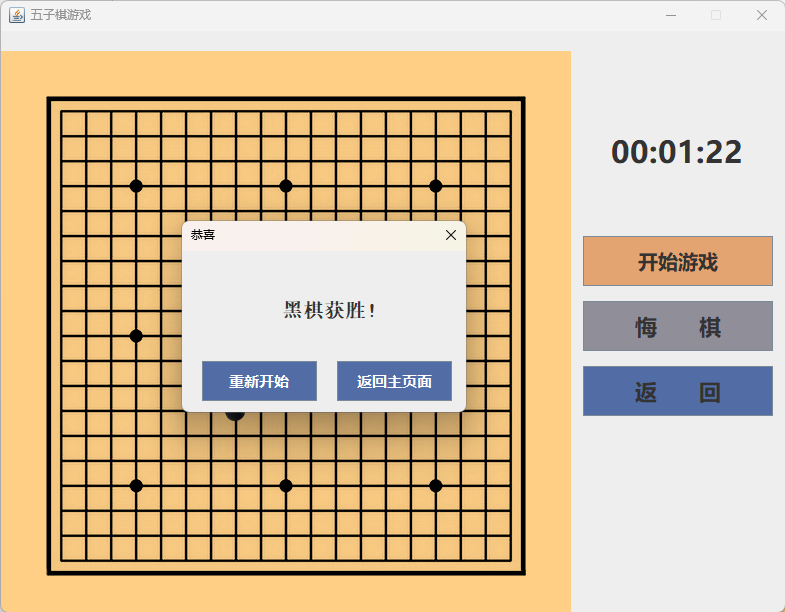 五子棋游戏
00:01:22
恭喜
开始游戏
黑棋获胜！
悔 棋
重新开始
返回主页面
返 回